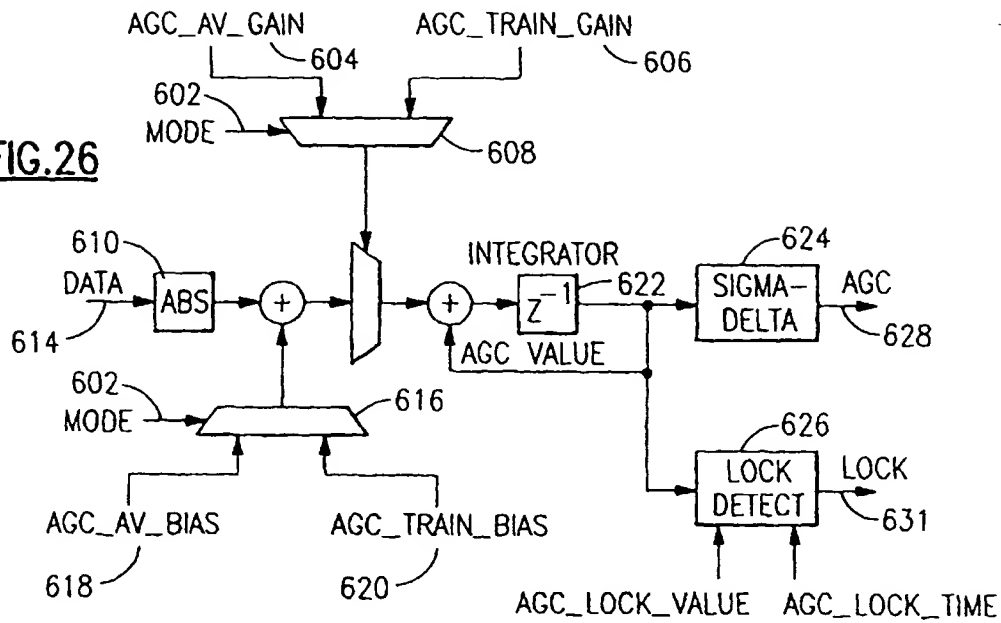 AGC_AV_GAIN
604
AGC_TRAIN_GAIN
606
602
MODE
608
FIG.26
610
DATA
ABS
614
+
+
INTEGRATOR
622
Z-1
AGC VALUE
624
SIGMA-
DELTA
AGC
628
602
MODE
616
626
LOCK
DETECT
LOCK
631
AGC_AV_BIAS
618
AGC_TRAIN_BIAS
620
AGC_LOCK_VALUE
AGC_LOCK_TIME